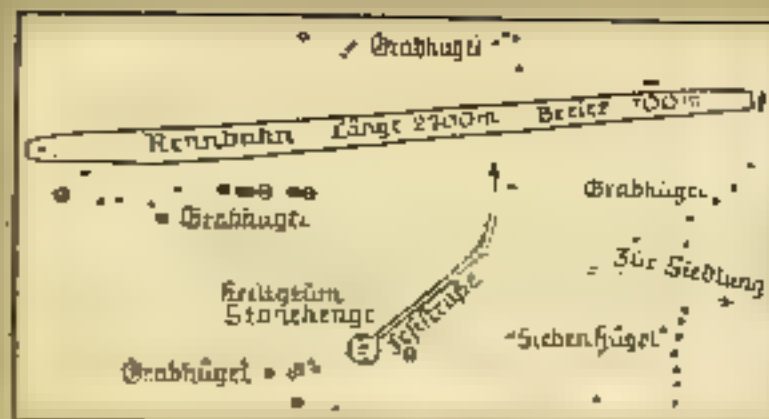 Grabhügel
Rennbahn Länge 2700m Breite 100m
Grabhügel
Grabhügel
Zur Siedlung
Heiligtum
Stonehenge
Feststraße
"Sieben Hügel"
Grabhügel